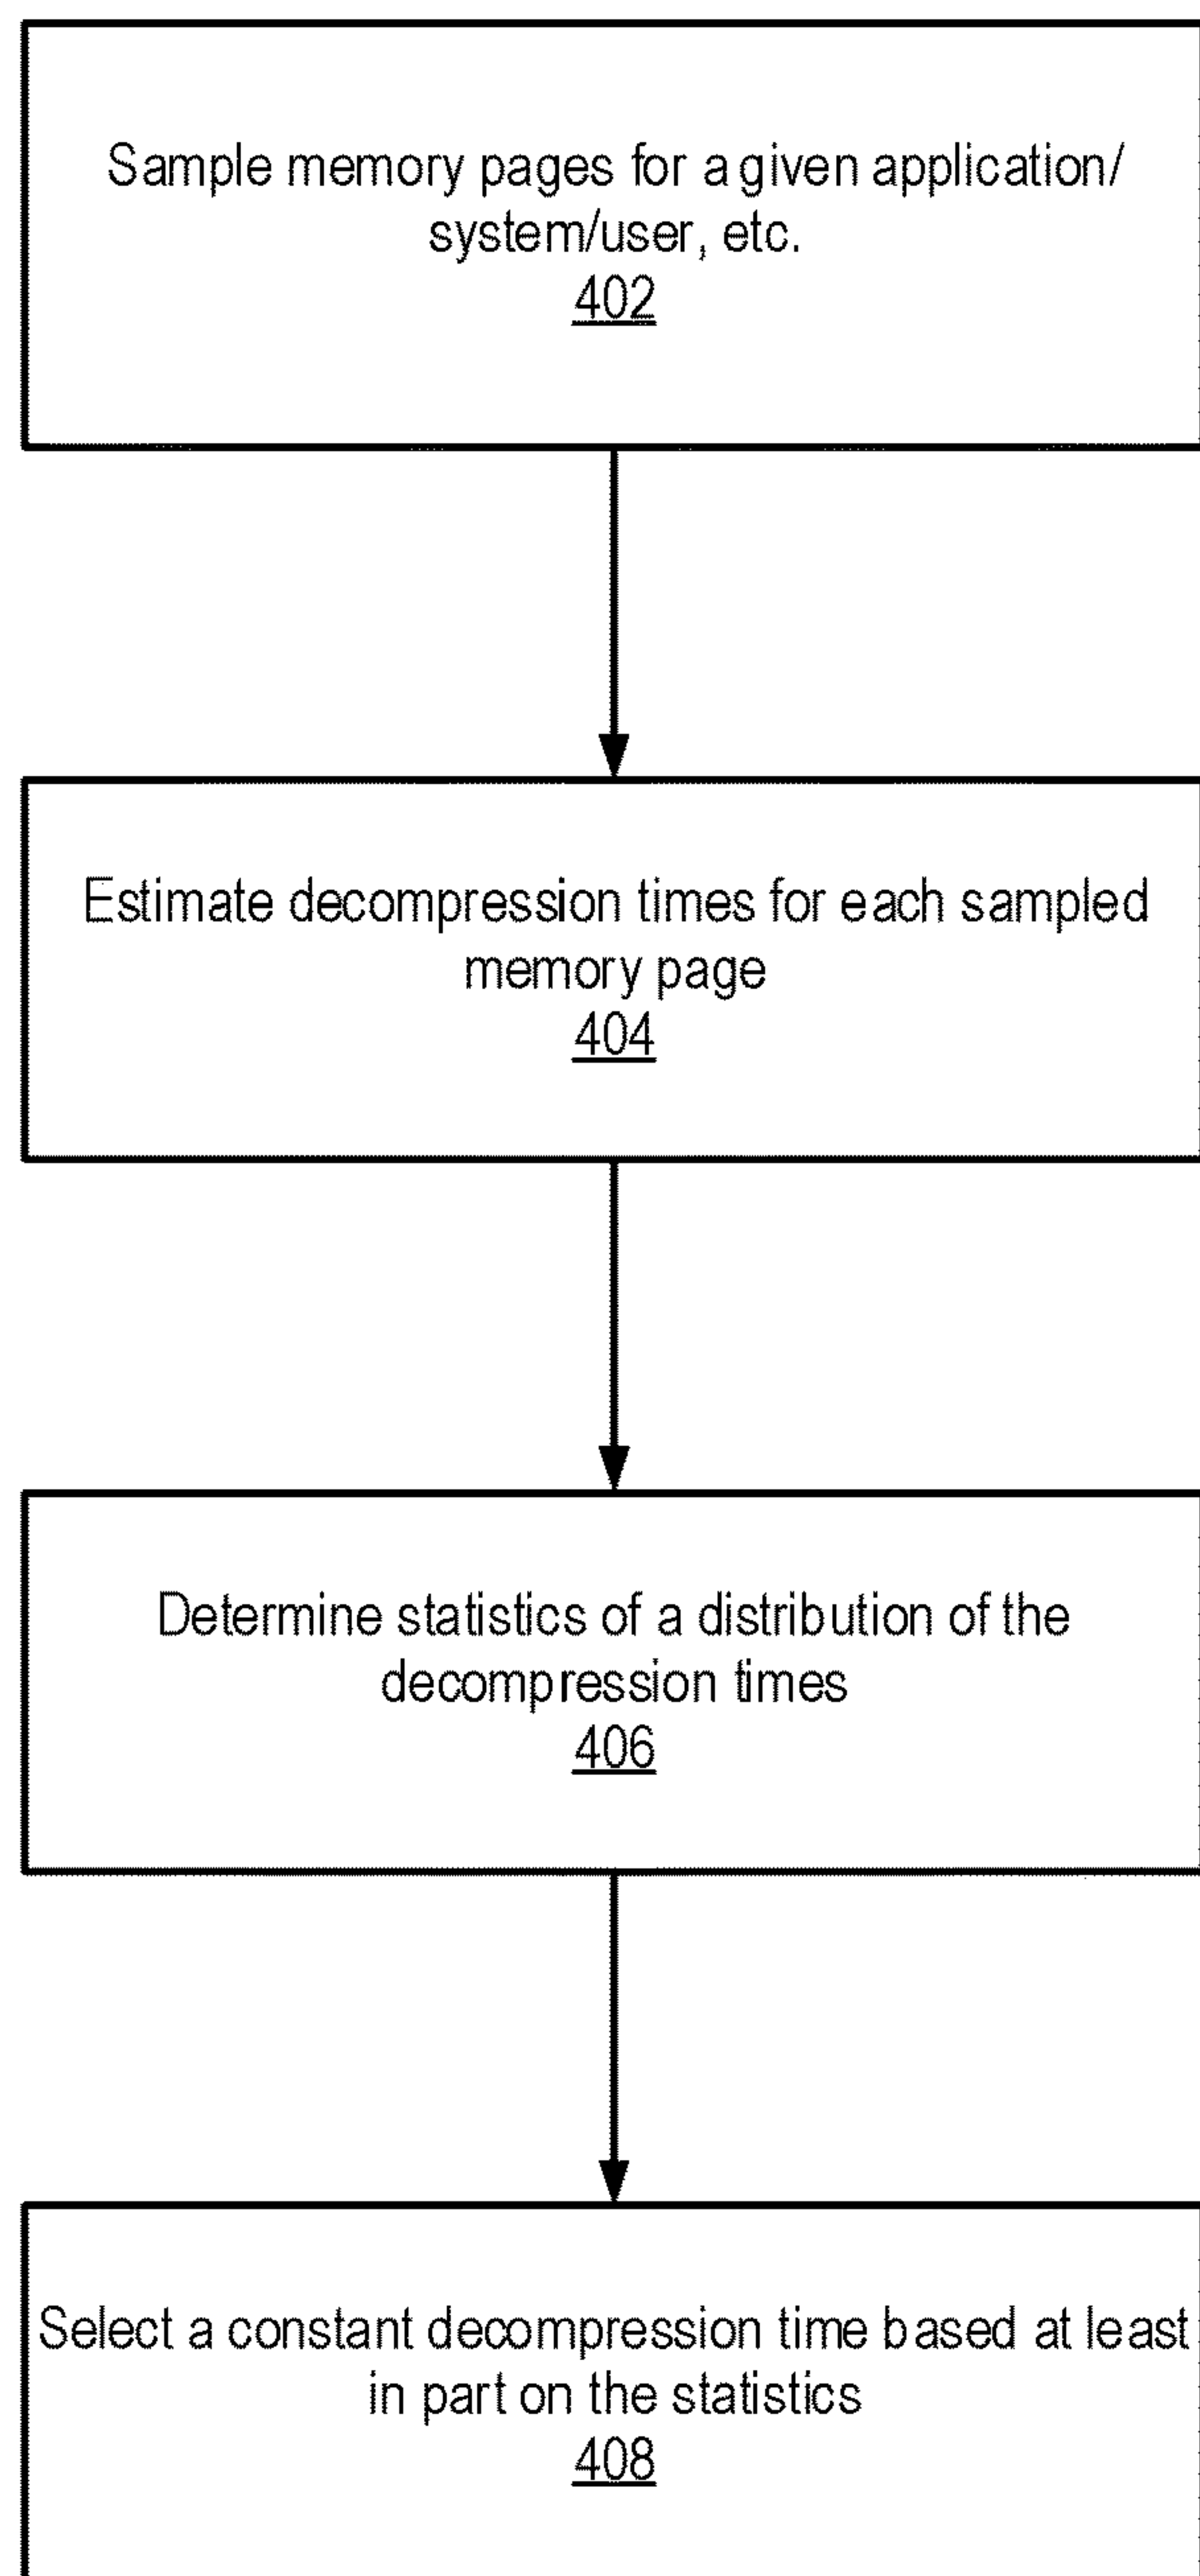 Sample memory pages for a given application/
system/user, etc.
402
Estimate decompression times for each sampled
memory page
404
Determine statistics of a distribution of the
decompression times
406
Select a constant decompression time based at least
in part on the statistics
408